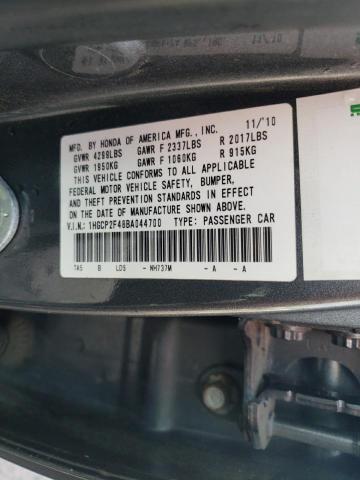 MFD. BY HONDA OF AMERICA MFG., INC. 11/10
GVWR 4299LBS GAWR F 2337LBS R 2017LBS
GVWR 1950KG GAWR F 1060KG R 915KG
THIS VEHICLE CONFORMS TO ALL APPLICABLE
FEDERAL MOTOR VEHICLE SAFETY, BUMPER,
AND THEFT PREVENTION STANDARDS IN EFFECT
ON THE DATE OF MANUFACTURE SHOWN ABOVE.
V.I.N.: 1HGCP2F46BA044700 TYPE: PASSENGER CAR
TA5 B LD5 - NH737M - A - A